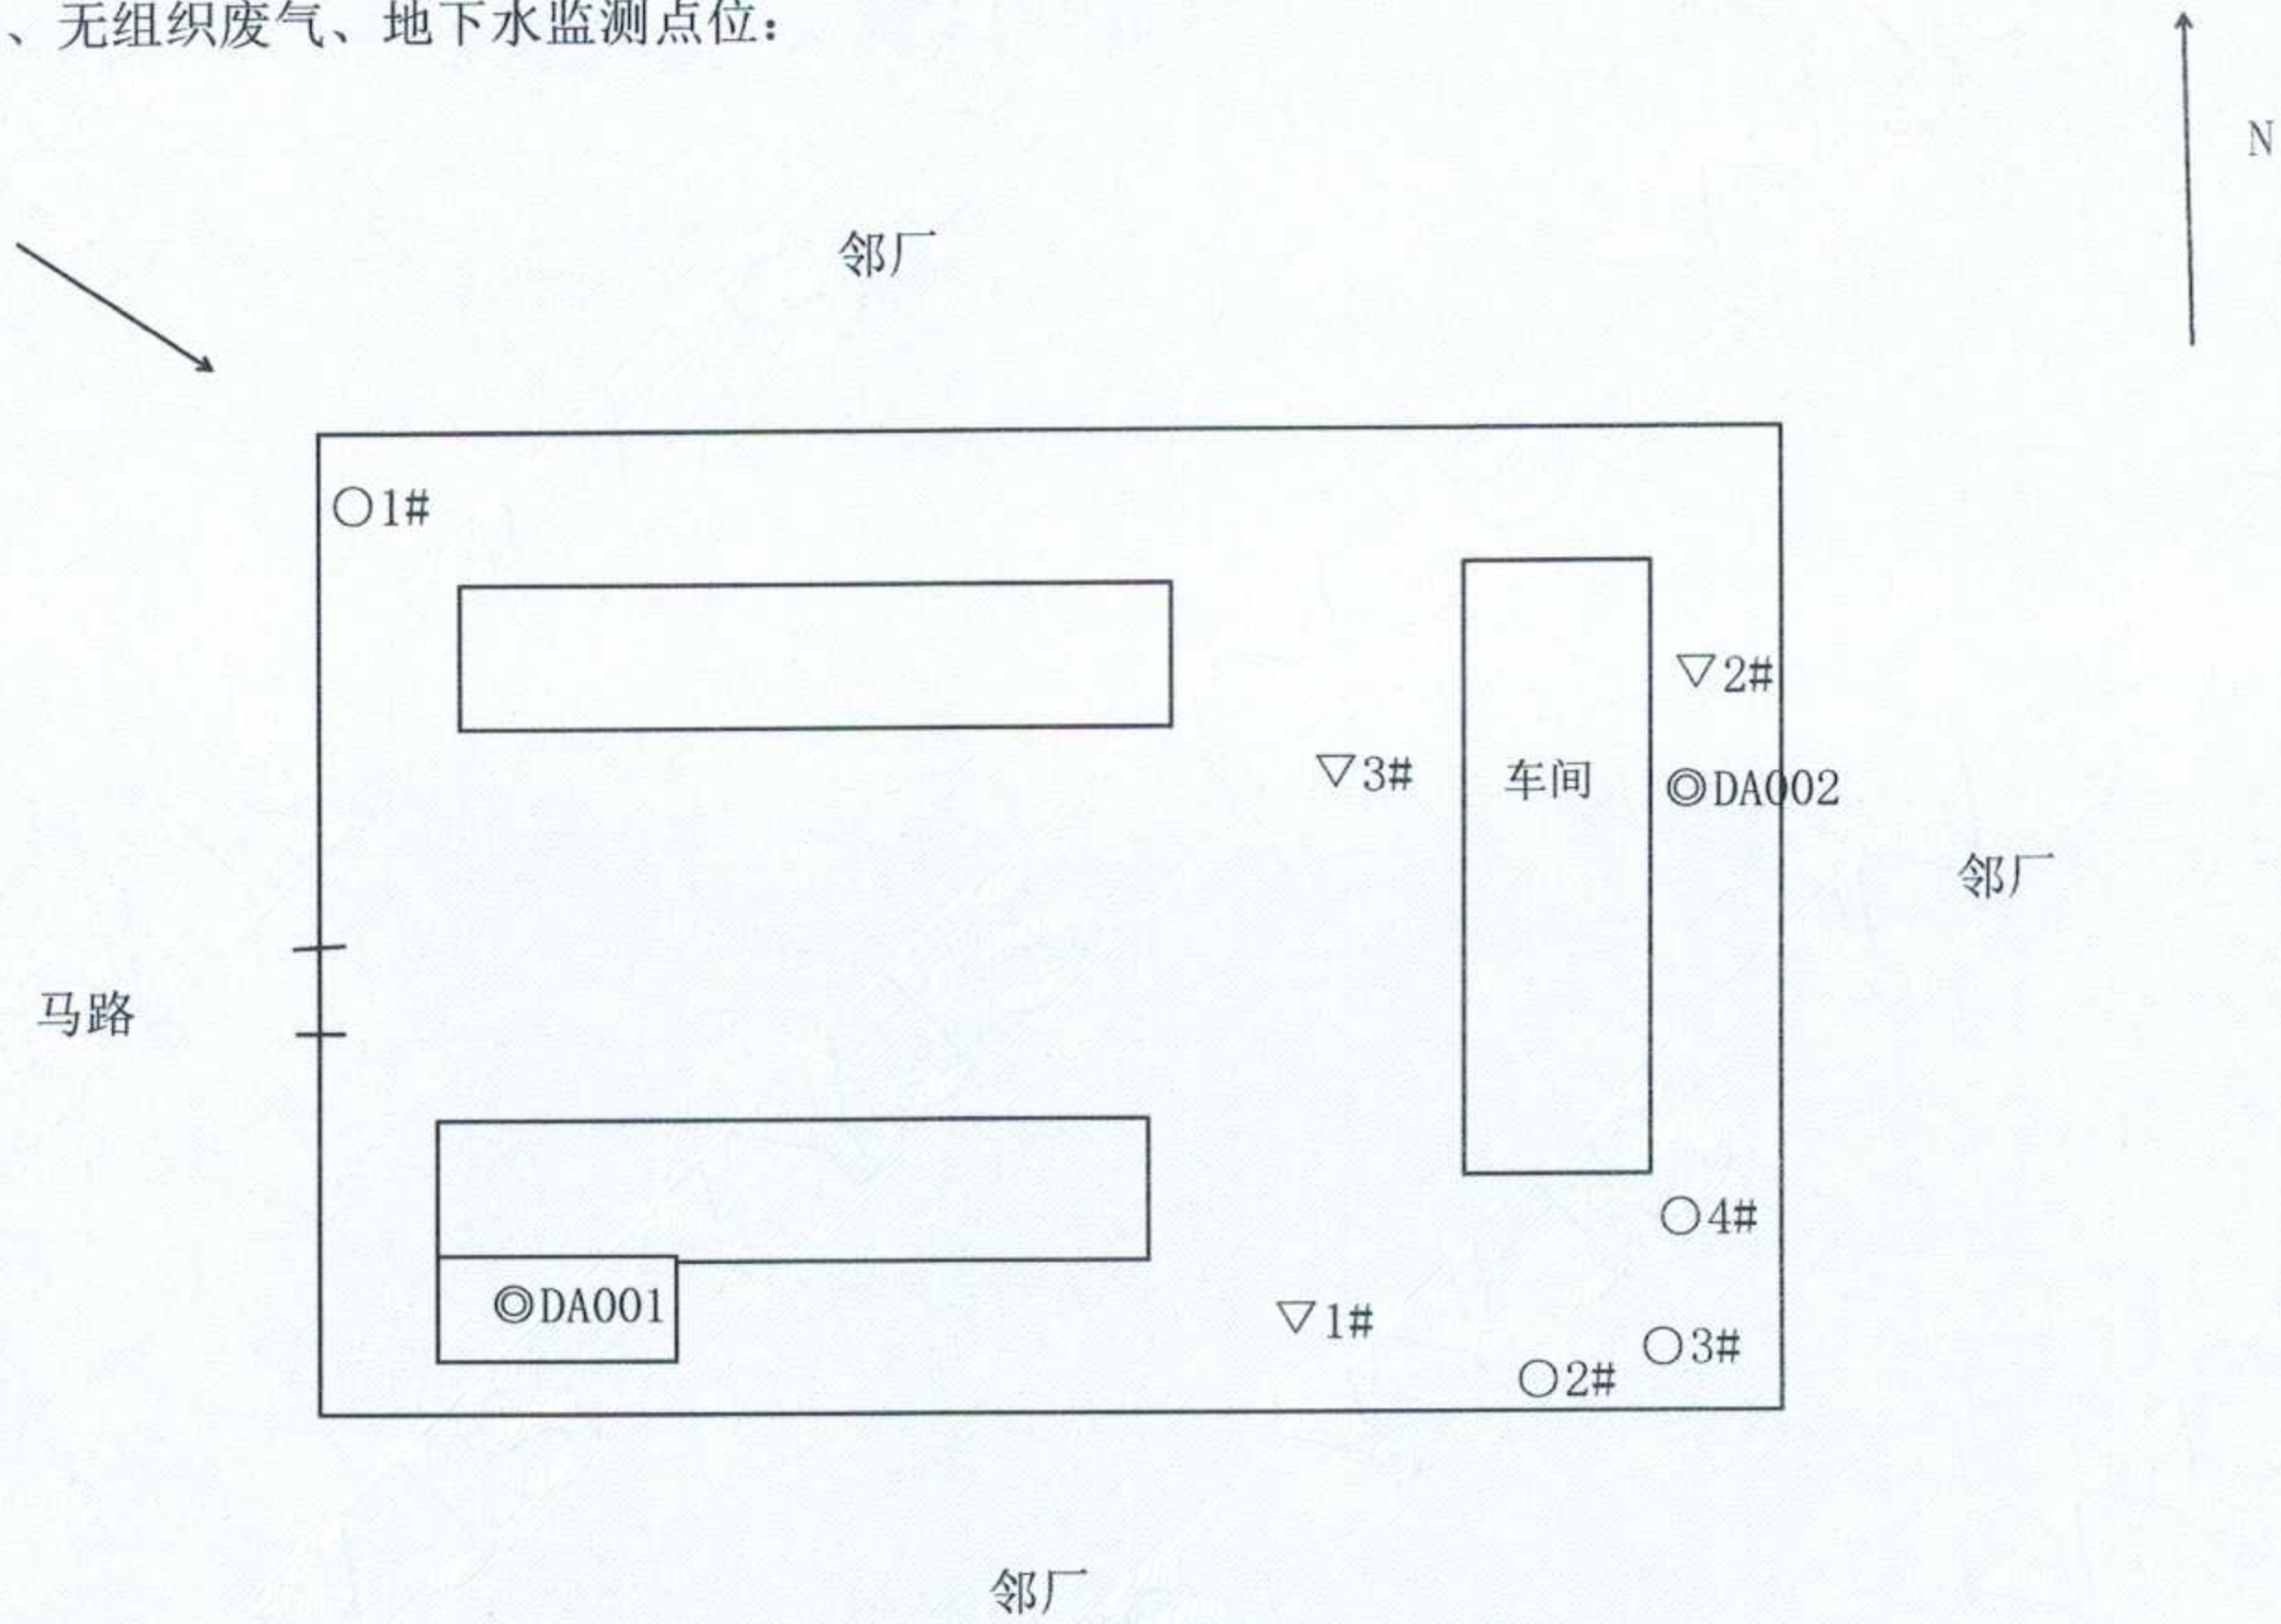 、无组织废气、地下水监测点位：
N
邻厂
○1#
▽2#
▽3#
车间
◎DA002
邻厂
马路
○4#
◎DA001
▽1#
○3#
○2#
邻厂